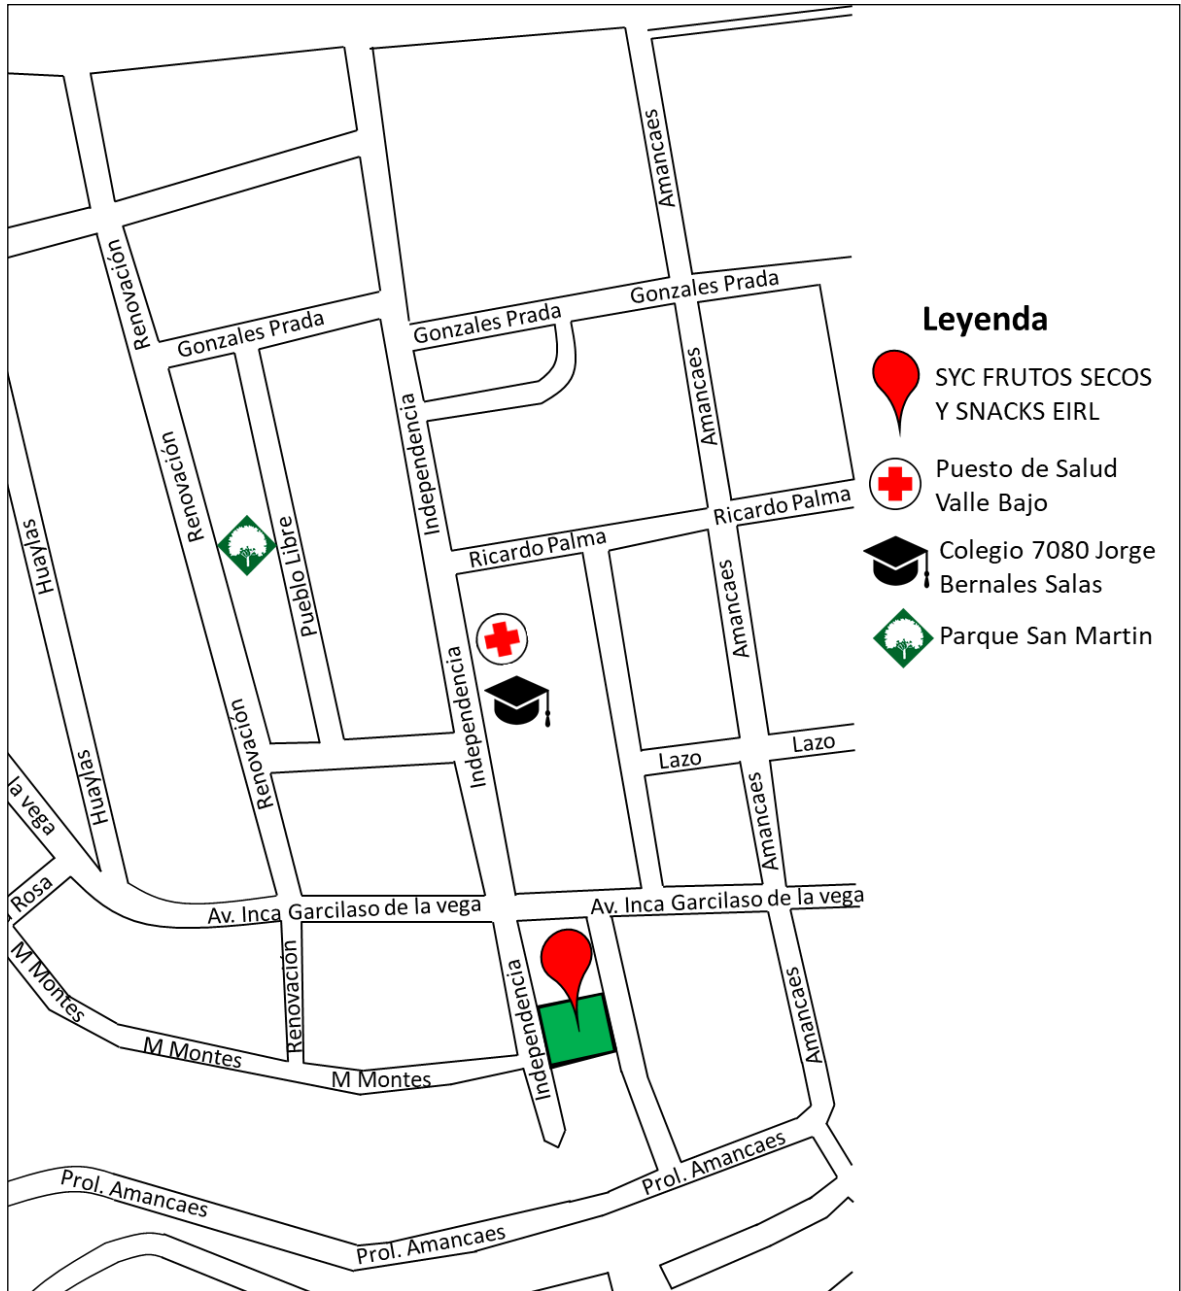 Amancaes
Renovación
Gonzales Prada
Gonzales Prada
Gonzales Prada
Leyenda
SYC FRUTOS SECOS
Y SNACKS EIRL
Amancaes
Independencia
Renovación
Puesto de Salud
Valle Bajo
Ricardo Palma
Ricardo Palma
Huaylas
Pueblo Libre
Colegio 7080 Jorge
Bernales Salas
Amancaes
Parque San Martin
Independencia
Renovación
Lazo
Lazo
Huaylas
la vega
Amancaes
Rosa
Av. Inca Garcilaso de la vega
Av. Inca Garcilaso de la vega
M Montes
Renovación
Independencia
Amancaes
M Montes
M Montes
Prol. Amancaes
Prol. Amancaes
Prol. Amancaes